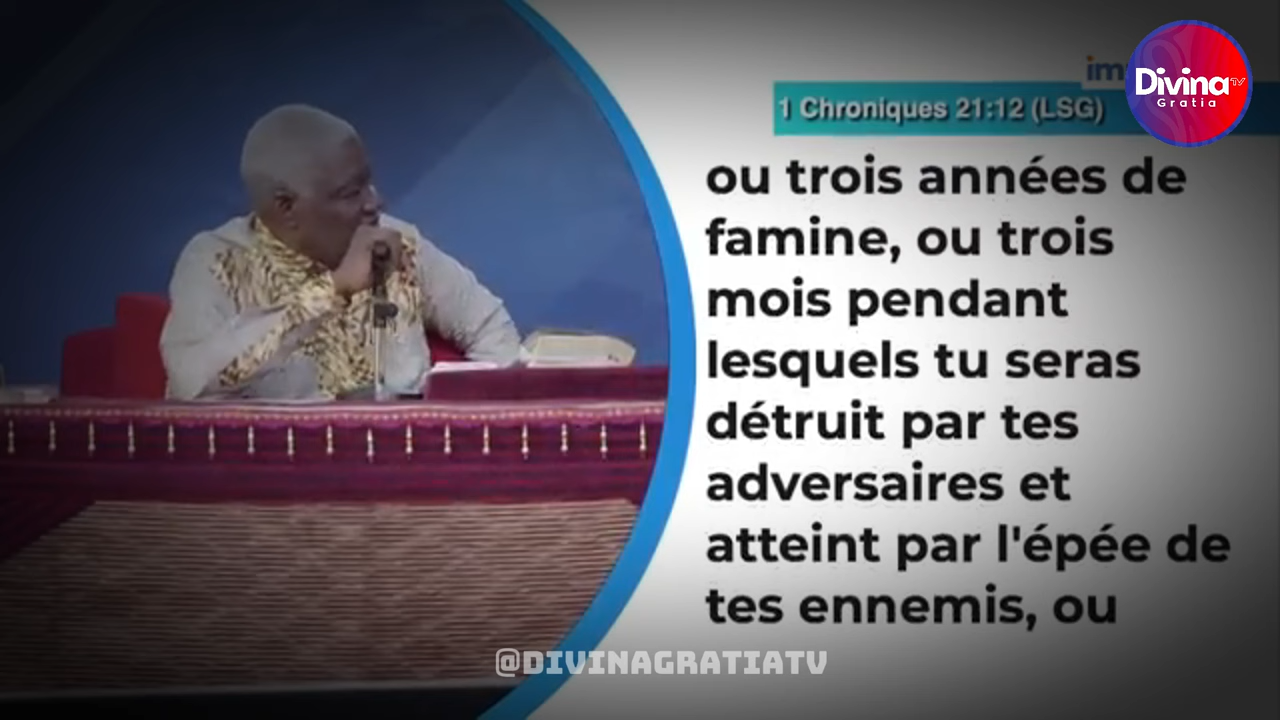 Divina TV
Gratia
1 Chroniques 21:12 (LSG)
ou trois années de
famine, ou trois
mois pendant
lesquels tu seras
détruit par tes
adversaires et
atteint par l'épée de
tes ennemis, ou
@DIVINAGRATIATV